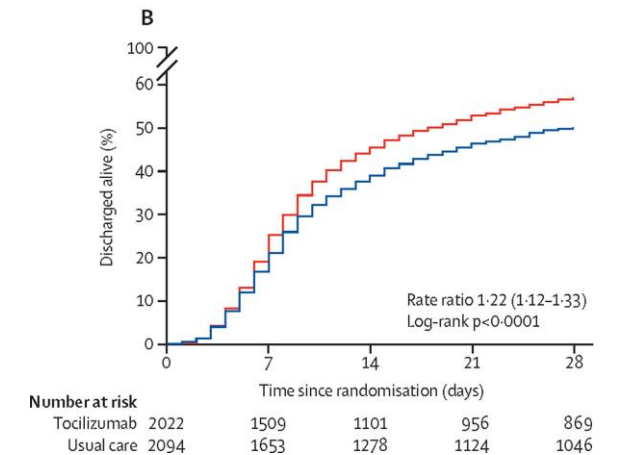 B
100
60
50
40
30
20
10
0
Discharged alive (%)
Rate ratio 1·22 (1·12–1·33)
Log-rank p<0·0001
0 7 14 21 28
Time since randomisation (days)
Number at risk
Tocilizumab 2022 1509 1101 956 869
Usual care 2094 1653 1278 1124 1046